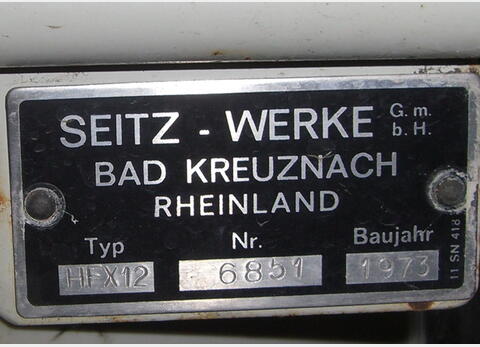 SEITZ - WERKE G.m.
b.H.
BAD KREUZNACH
RHEINLAND
Typ Nr. Baujahr
HFX12 6851 1973
11 SN 418